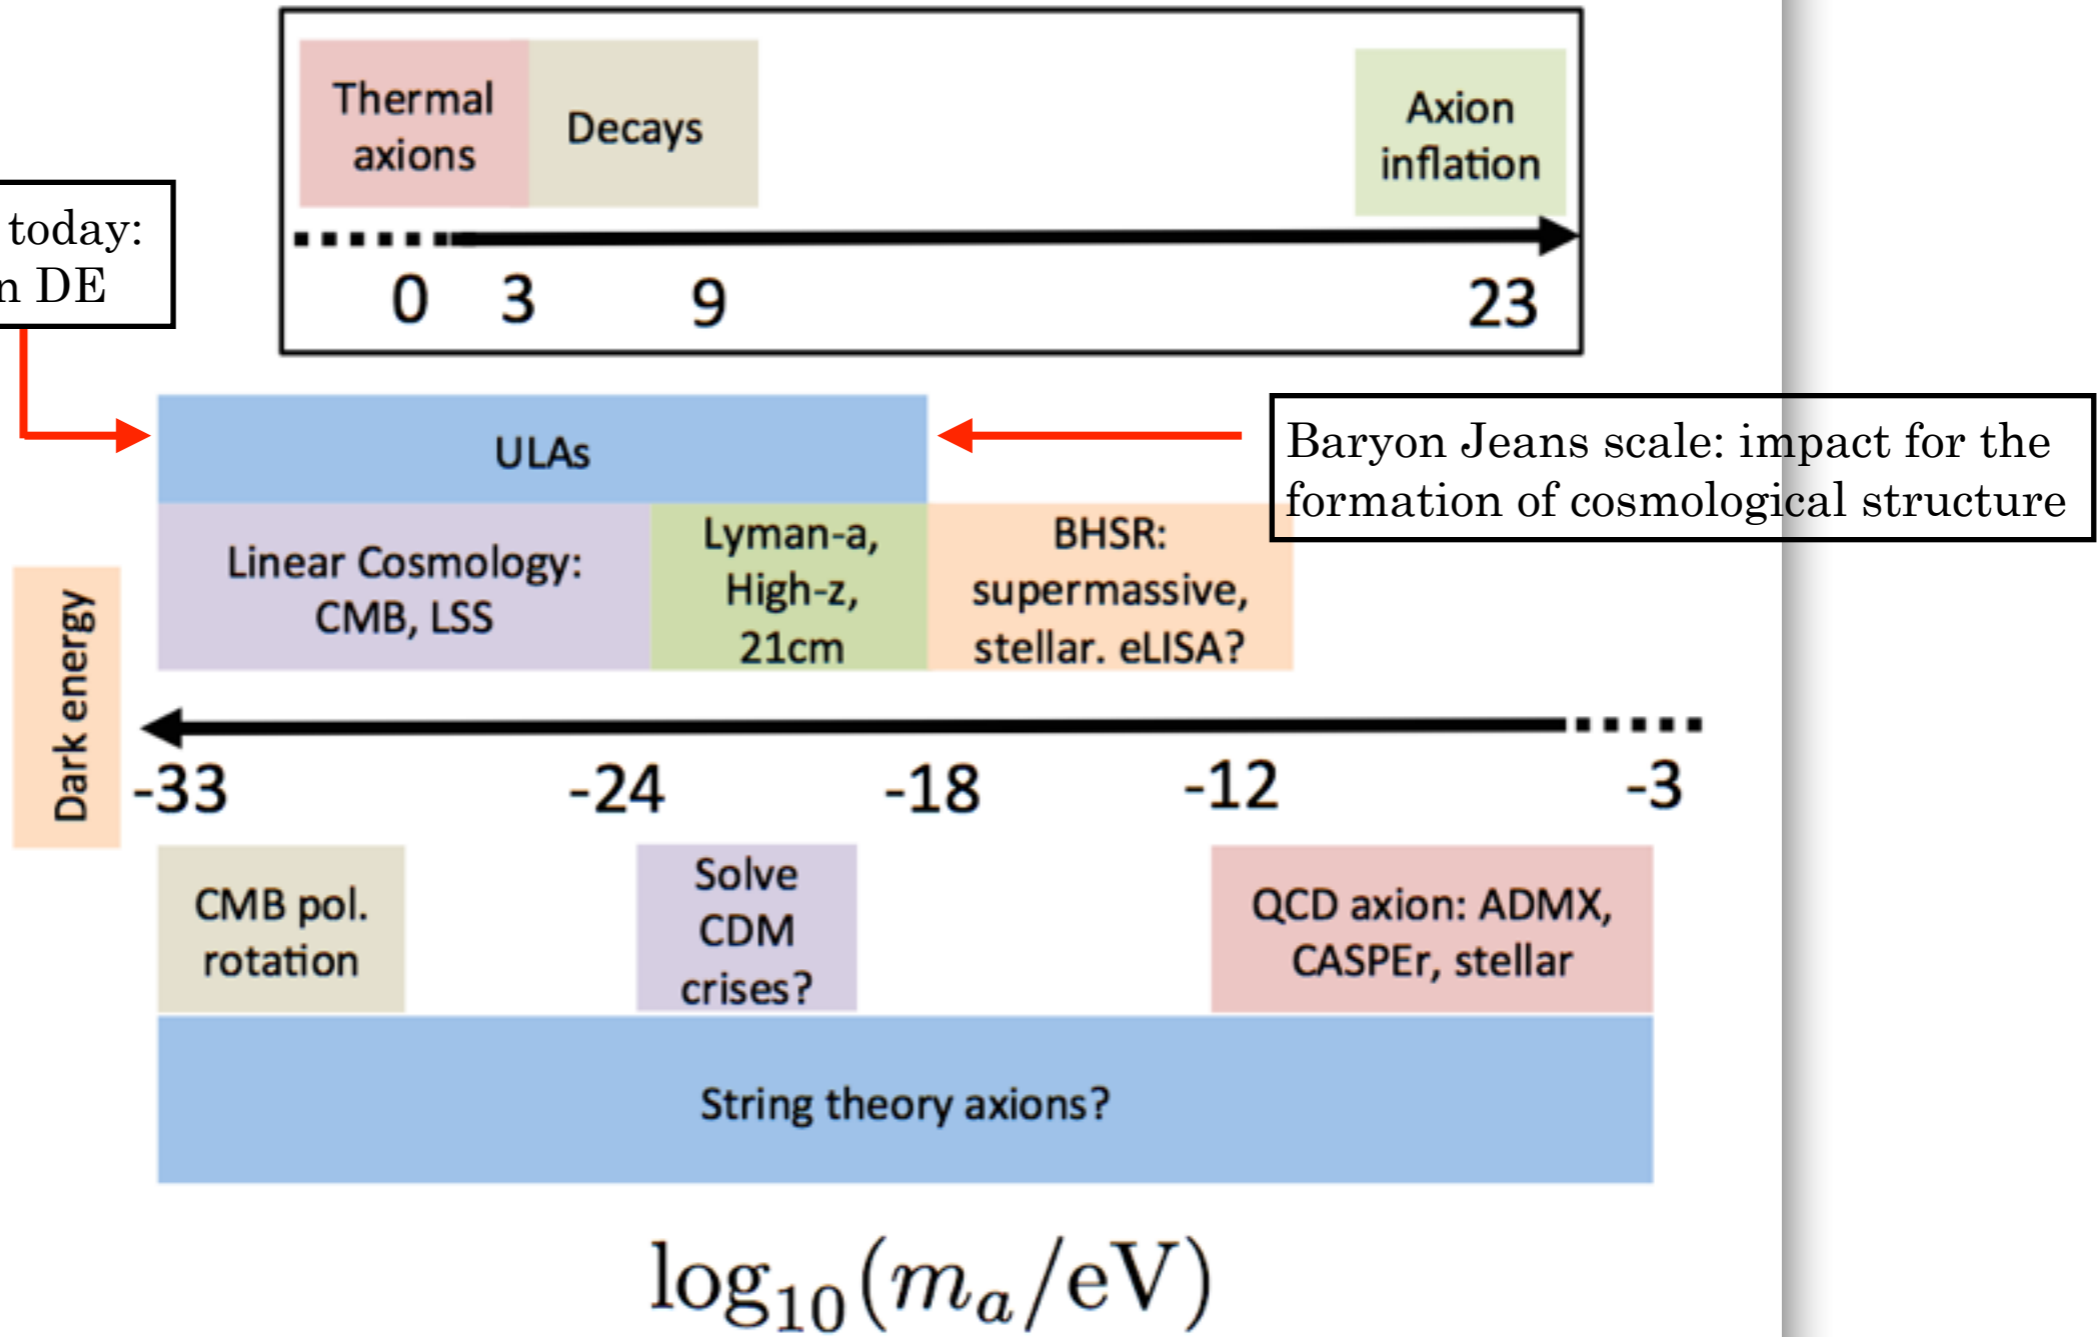 Thermal
axions
Decays
Axion
inflation
0 3 9 23
today:
DE
ULAs
Baryon Jeans scale: impact for the
formation of cosmological structure
Linear Cosmology:
CMB, LSS
Lyman-a,
High-z,
21cm
BHSR:
supermassive,
stellar. eLISA?
Dark energy
-33 -24 -18 -12 -3
CMB pol.
rotation
Solve
CDM
crises?
QCD axion: ADMX,
CASPEr, stellar
String theory axions?
log₁₀(mₐ/eV)